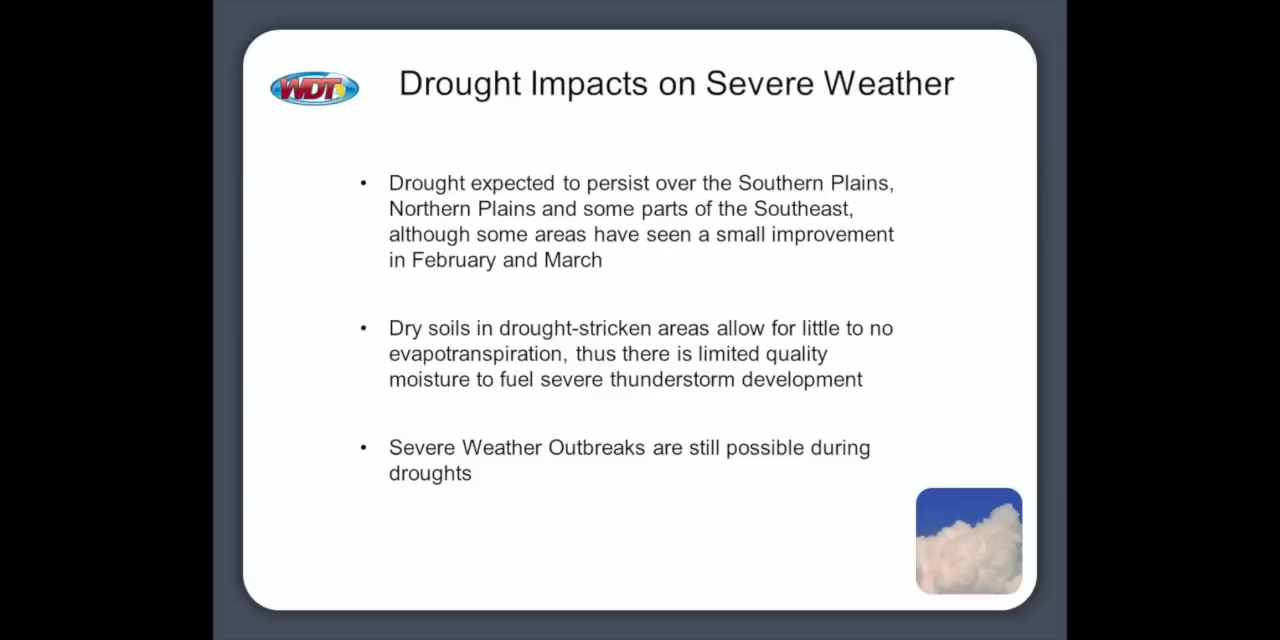 WDT
Drought Impacts on Severe Weather
• Drought expected to persist over the Southern Plains,
Northern Plains and some parts of the Southeast,
although some areas have seen a small improvement
in February and March
• Dry soils in drought-stricken areas allow for little to no
evapotranspiration, thus there is limited quality
moisture to fuel severe thunderstorm development
• Severe Weather Outbreaks are still possible during
droughts